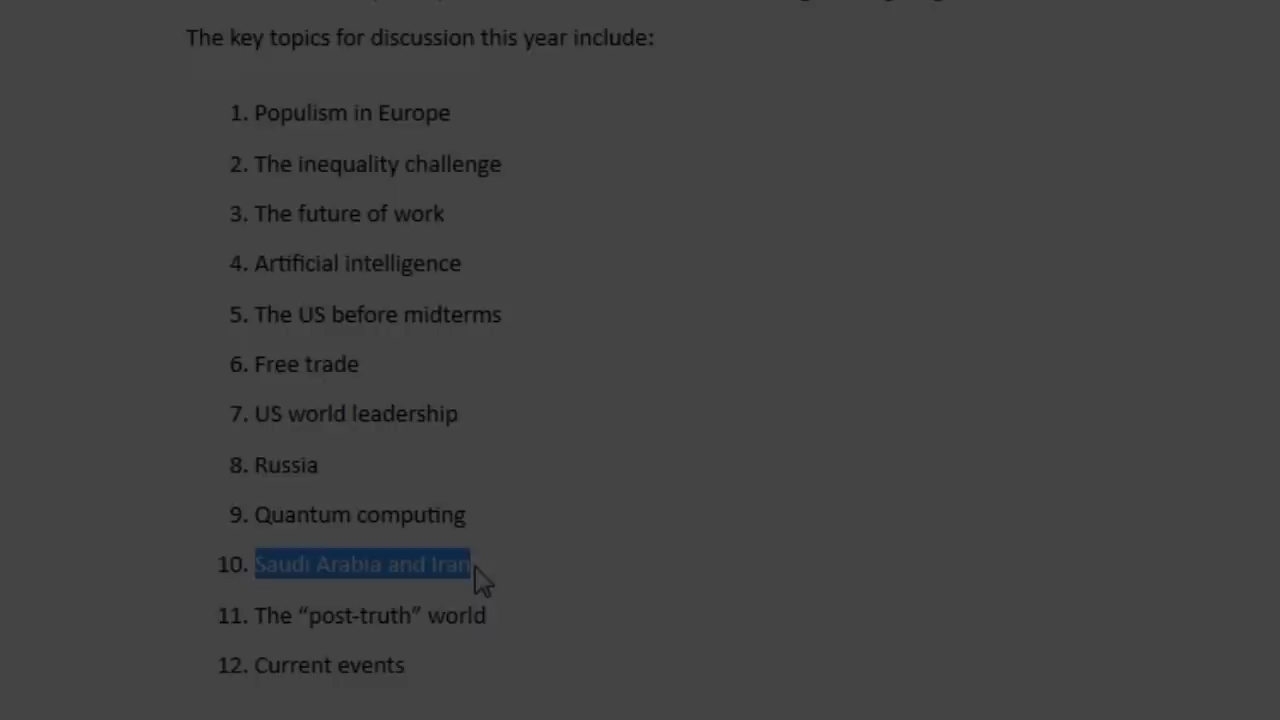 The key topics for discussion this year include:
1. Populism in Europe
2. The inequality challenge
3. The future of work
4. Artificial intelligence
5. The US before midterms
6. Free trade
7. US world leadership
8. Russia
9. Quantum computing
10. Saudi Arabia and Iran
11. The “post-truth” world
12. Current events